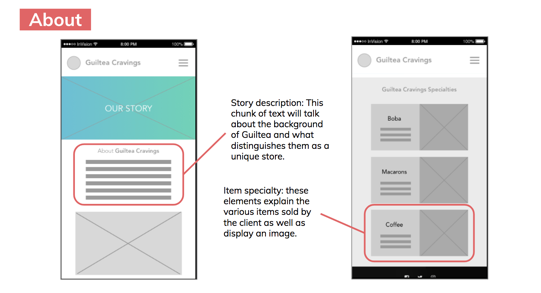 About
InVision
8:00 PM
100%
Guiltea Cravings
OUR STORY
About Guiltea Cravings
Story description: This
chunk of text will talk
about the background
of Guiltea and what
distinguishes them as a
unique store.
Item specialty: these
elements explain the
various items sold by
the client as well as
display an image.
InVision
8:00 PM
100%
Guiltea Cravings
Guiltea Cravings Specialties
Boba
Macarons
Coffee